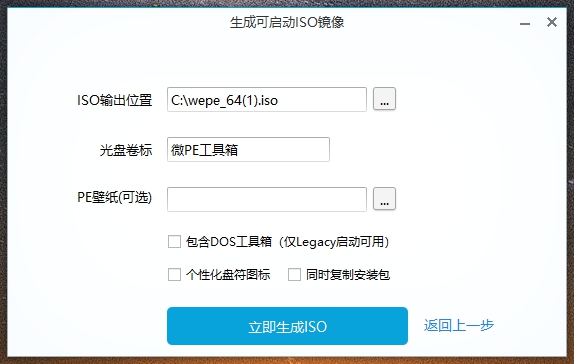 生成可启动ISO镜像
ISO输出位置 C:\wepe_64(1).iso ...
光盘卷标 微PE工具箱
PE壁纸(可选) ...
包含DOS工具箱（仅Legacy启动可用）
个性化盘符图标 同时复制安装包
立即生成ISO 返回上一步